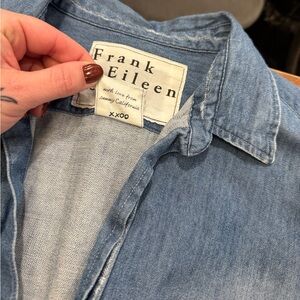 Frank
& Eileen
with love from
sunny California
XXOO